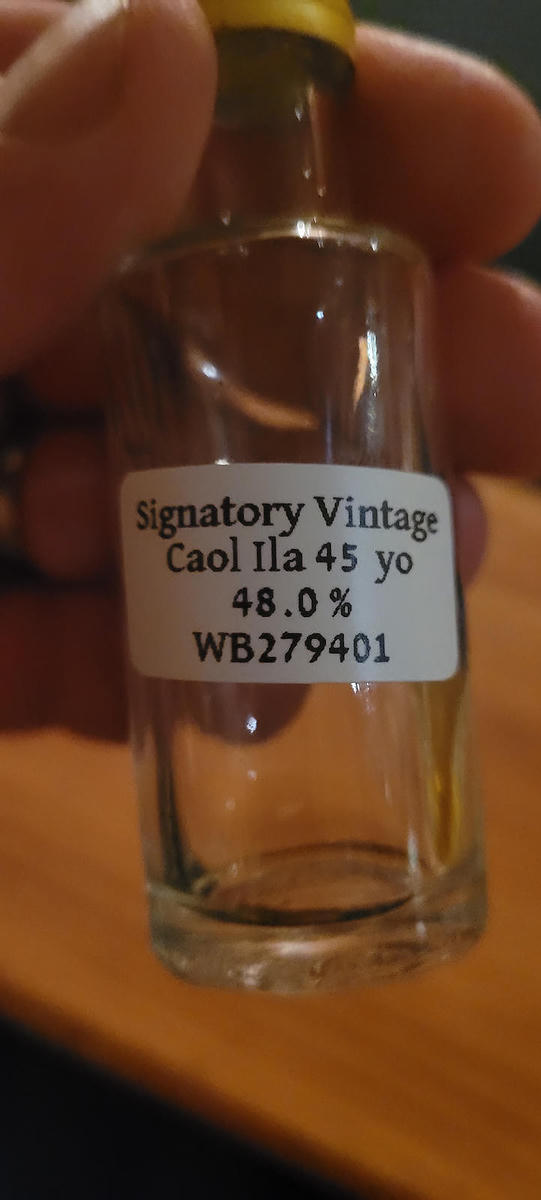 Signatory Vintage
Caol Ila 45 yo
48.0 %
WB279401